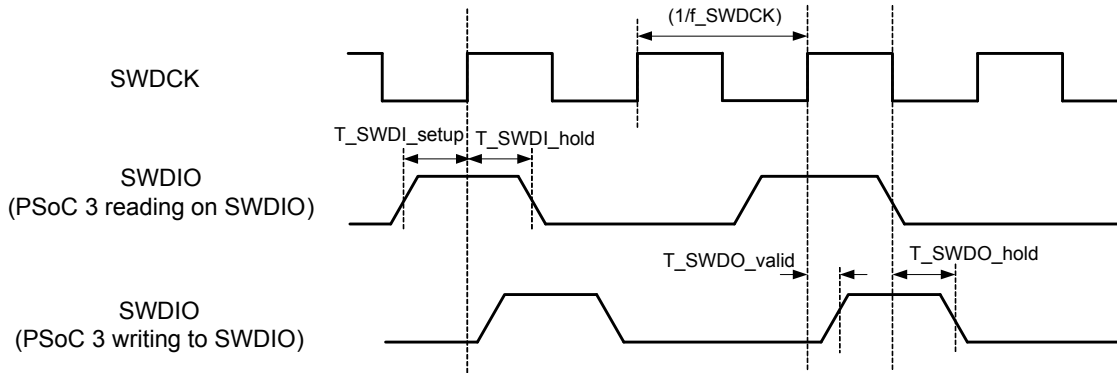 (1/f_SWDCK)
SWDCK
T_SWDI_setup
T_SWDI_hold
SWDIO
(PSoC 3 reading on SWDIO)
T_SWDO_valid
T_SWDO_hold
SWDIO
(PSoC 3 writing to SWDIO)